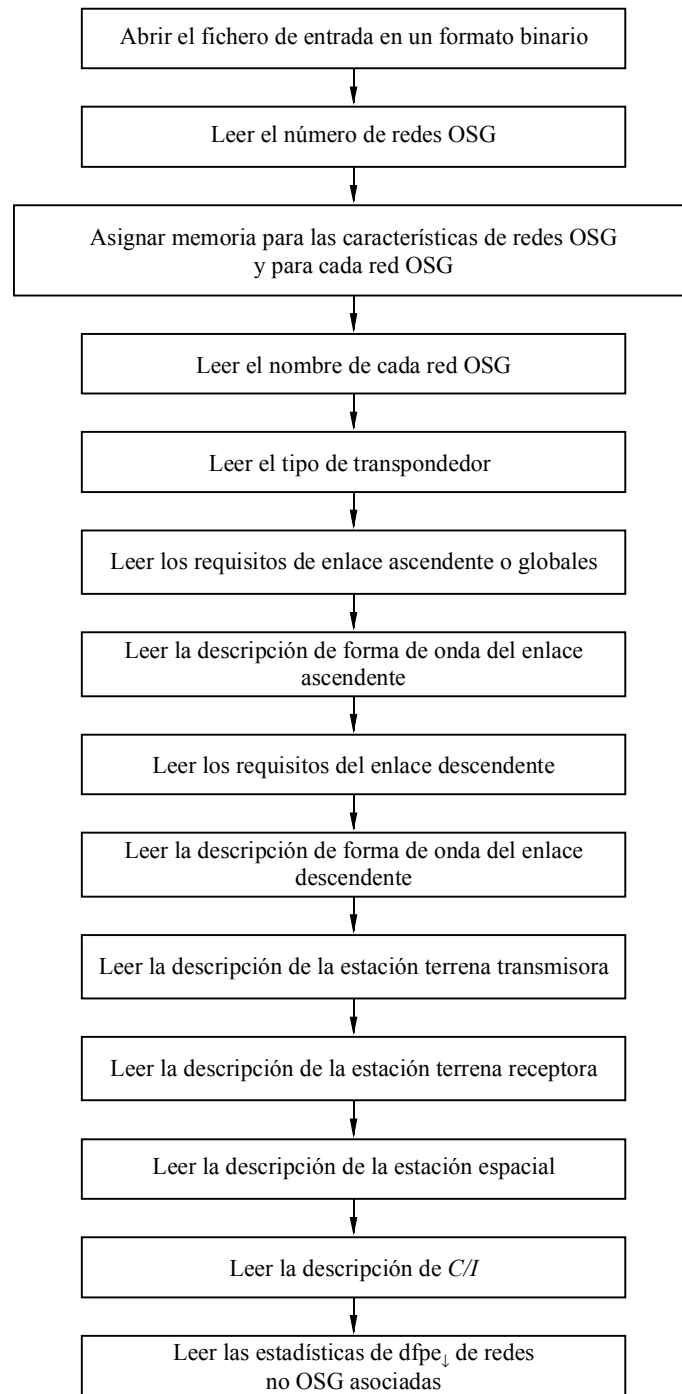 Abrir el fichero de entrada en un formato binario
Leer el número de redes OSG
Asignar memoria para las características de redes OSG
y para cada red OSG
Leer el nombre de cada red OSG
Leer el tipo de transpondedor
Leer los requisitos de enlace ascendente o globales
Leer la descripción de forma de onda del enlace
ascendente
Leer los requisitos del enlace descendente
Leer la descripción de forma de onda del enlace
descendente
Leer la descripción de la estación terrena transmisora
Leer la descripción de la estación terrena receptora
Leer la descripción de la estación espacial
Leer la descripción de C/I
Leer las estadísticas de dfpe↓ de redes
no OSG asociadas